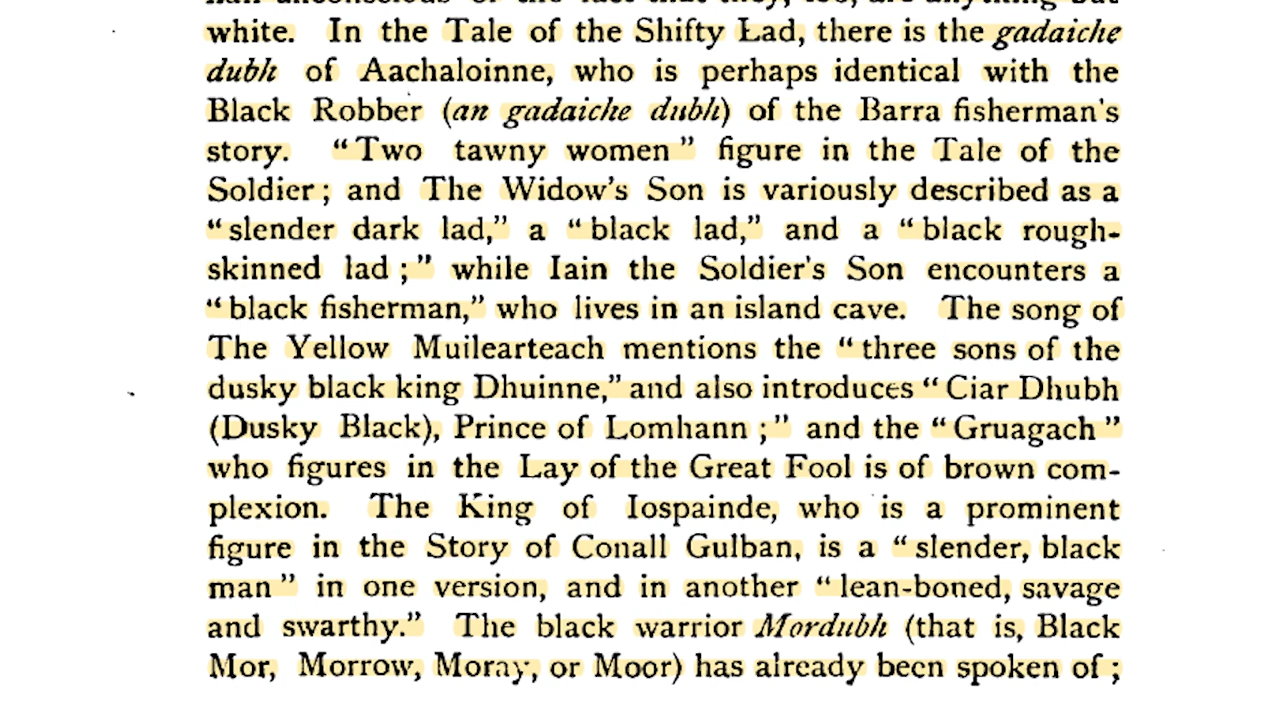 white. In the Tale of the Shifty Lad, there is the gadaiche
dubh of Aachaloinne, who is perhaps identical with the
Black Robber (an gadaiche dubh) of the Barra fisherman's
story. “Two tawny women” figure in the Tale of the
Soldier; and The Widow's Son is variously described as a
“slender dark lad,” a “black lad,” and a “black rough-
skinned lad;” while Iain the Soldier's Son encounters a
“black fisherman,” who lives in an island cave. The song of
The Yellow Muilearteach mentions the “three sons of the
dusky black king Dhuinne,” and also introduces “Ciar Dhubh
(Dusky Black), Prince of Lomhann;” and the “Gruagach”
who figures in the Lay of the Great Fool is of brown com-
plexion. The King of Iospainde, who is a prominent
figure in the Story of Conall Gulban, is a “slender, black
man” in one version, and in another “lean-boned, savage
and swarthy.” The black warrior Mordubh (that is, Black
Mor, Morrow, Moray, or Moor) has already been spoken of;